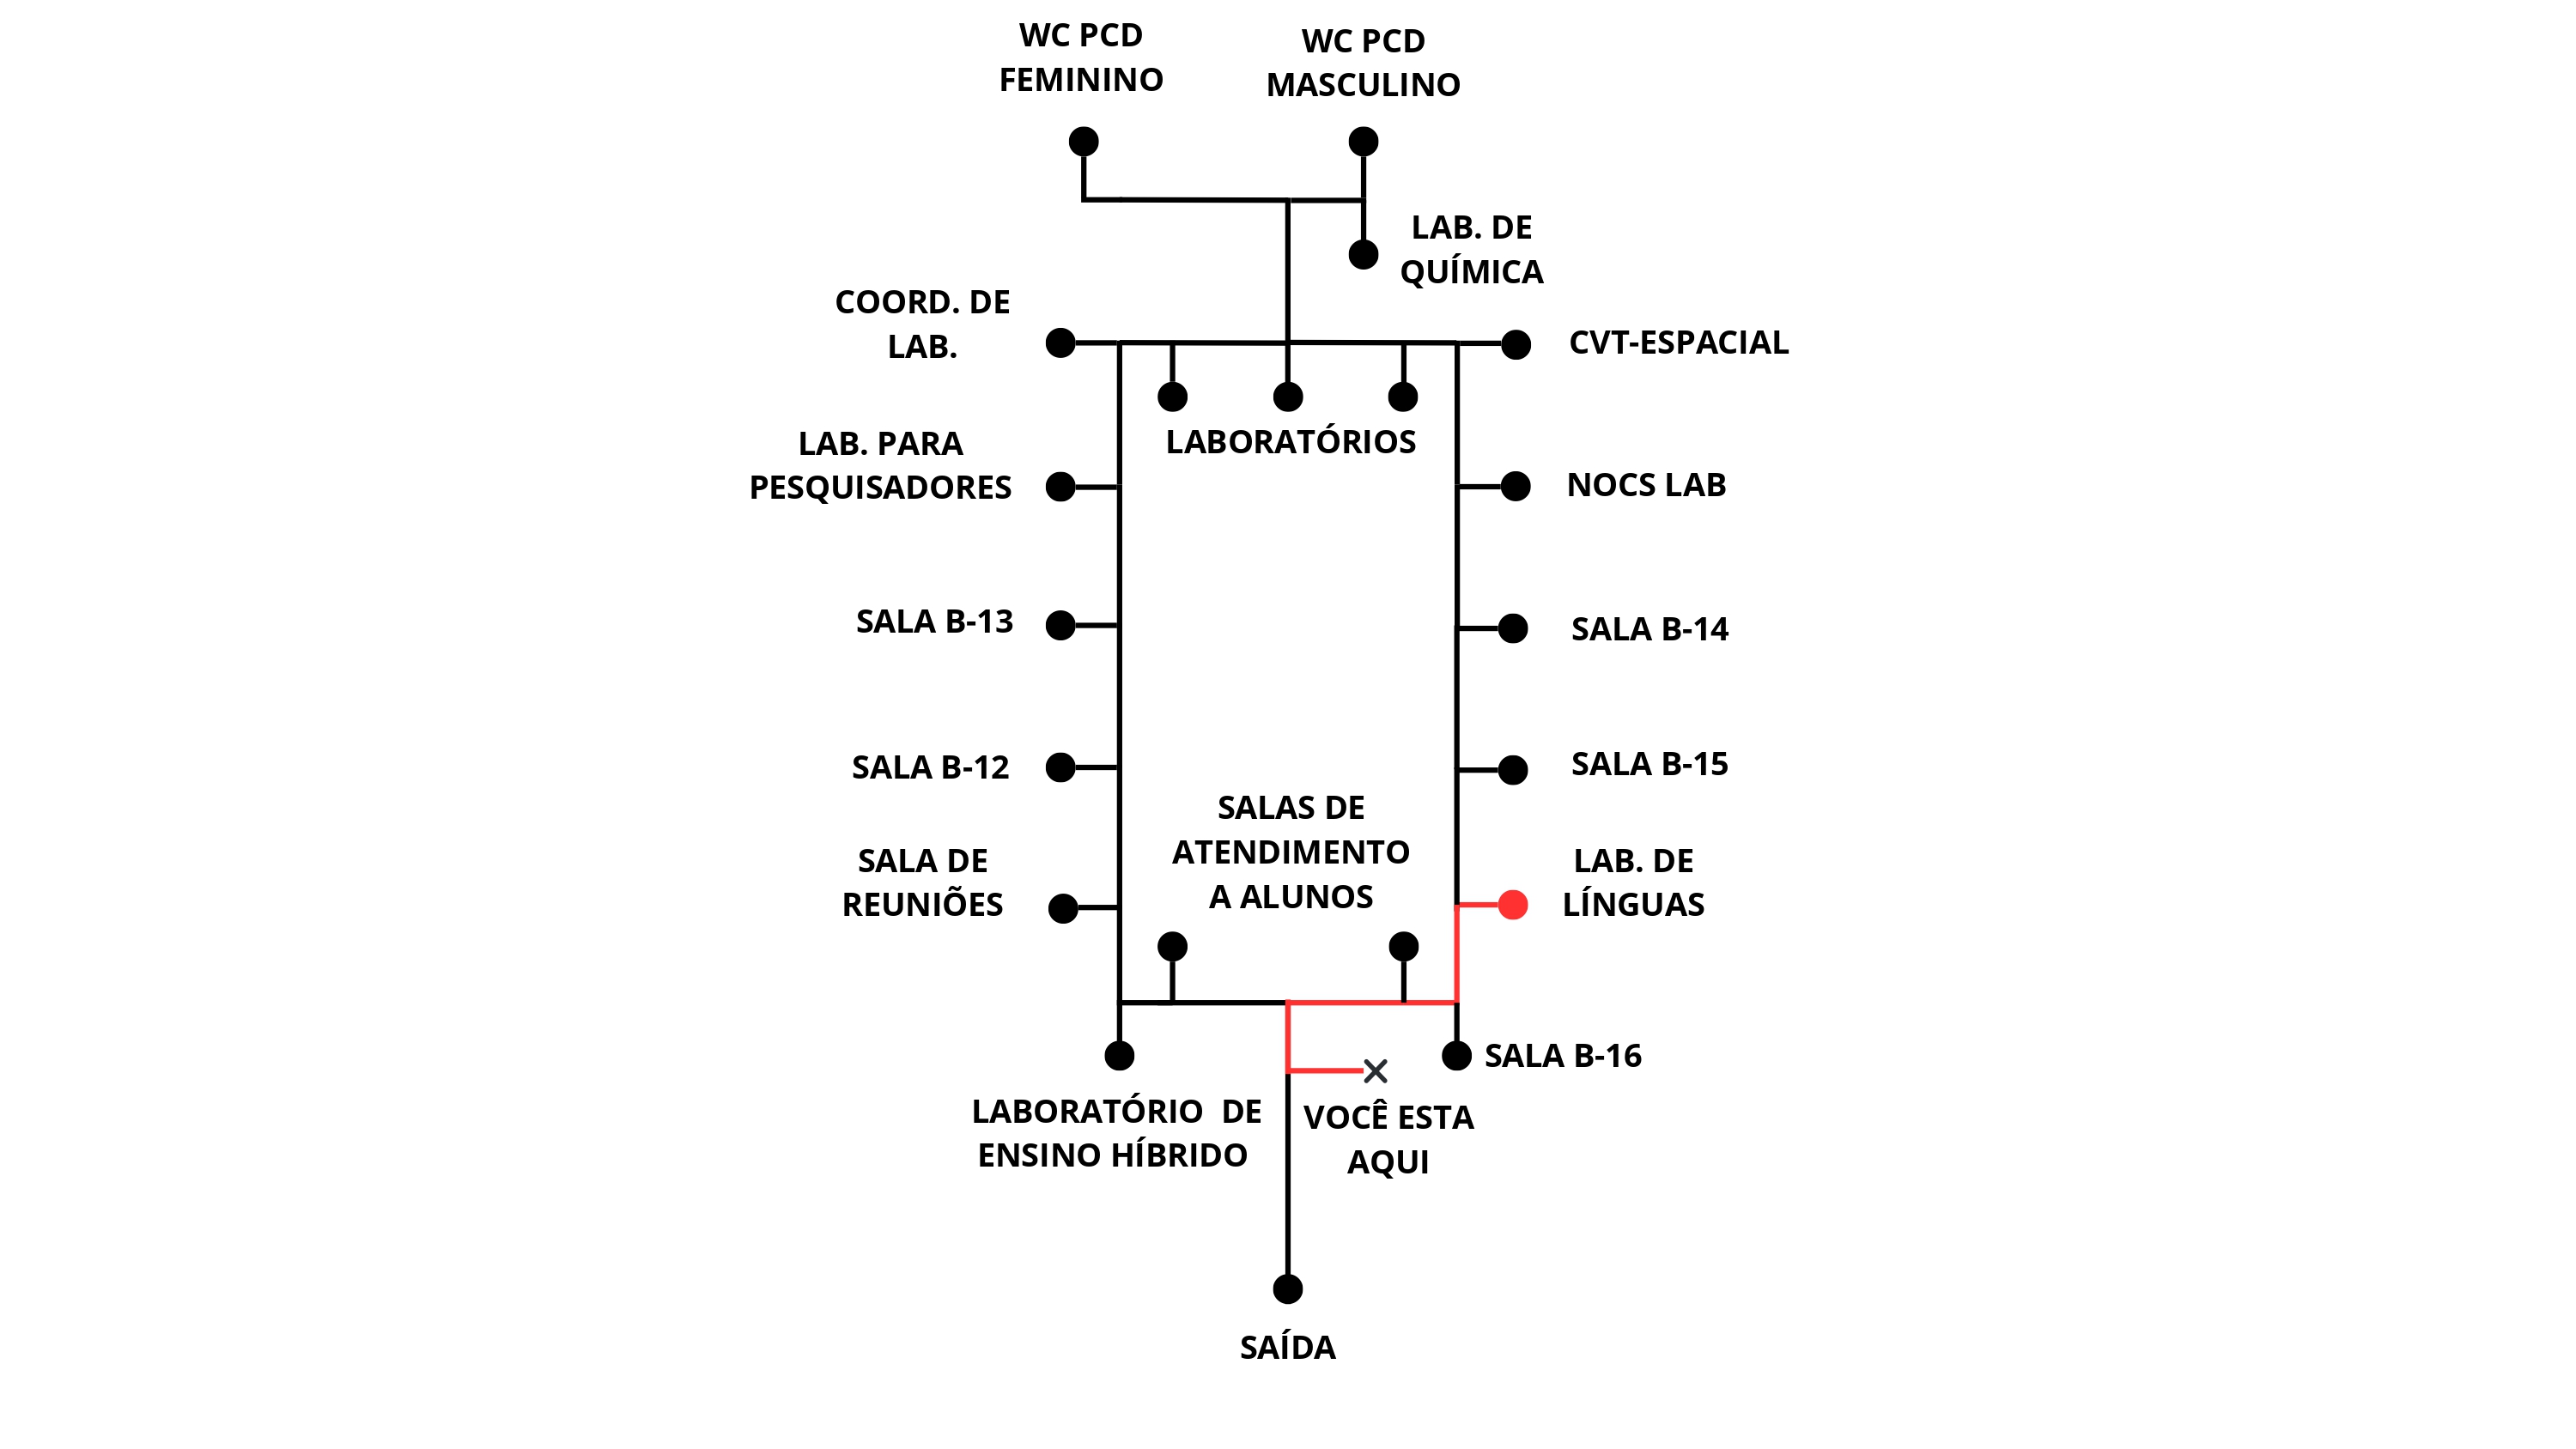 WC PCD
FEMININO
WC PCD
MASCULINO
LAB. DE
QUÍMICA
COORD. DE
LAB.
CVT-ESPACIAL
LABORATÓRIOS
LAB. PARA
PESQUISADORES
NOCS LAB
SALA B-13
SALA B-14
SALA B-12
SALA B-15
SALAS DE
ATENDIMENTO
A ALUNOS
SALA DE
REUNIÕES
LAB. DE
LÍNGUAS
SALA B-16
LABORATÓRIO  DE
ENSINO HÍBRIDO
VOCÊ ESTA
AQUI
SAÍDA